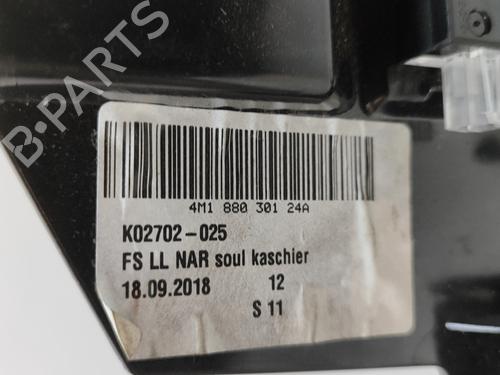 B-PARTS
4M1 880 301 24A
K02702-025
FS LL NAR soul kaschier
18.09.2018 12
S 11